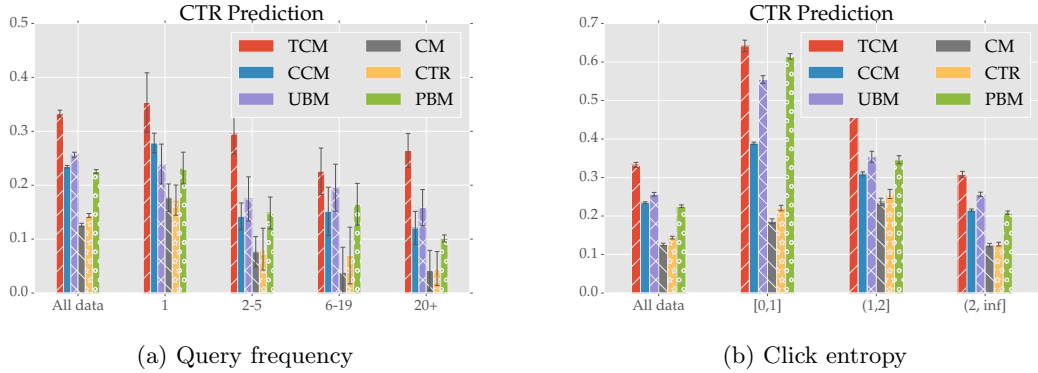 CTR Prediction
0.5
0.4
0.3
0.2
0.1
0.0
TCM
CCM
UBM
CM
CTR
PBM
All data 1 2-5 6-19 20+
(a) Query frequency
CTR Prediction
0.7
0.6
0.5
0.4
0.3
0.2
0.1
0.0
TCM
CCM
UBM
CM
CTR
PBM
All data [0,1] (1,2] (2, inf]
(b) Click entropy